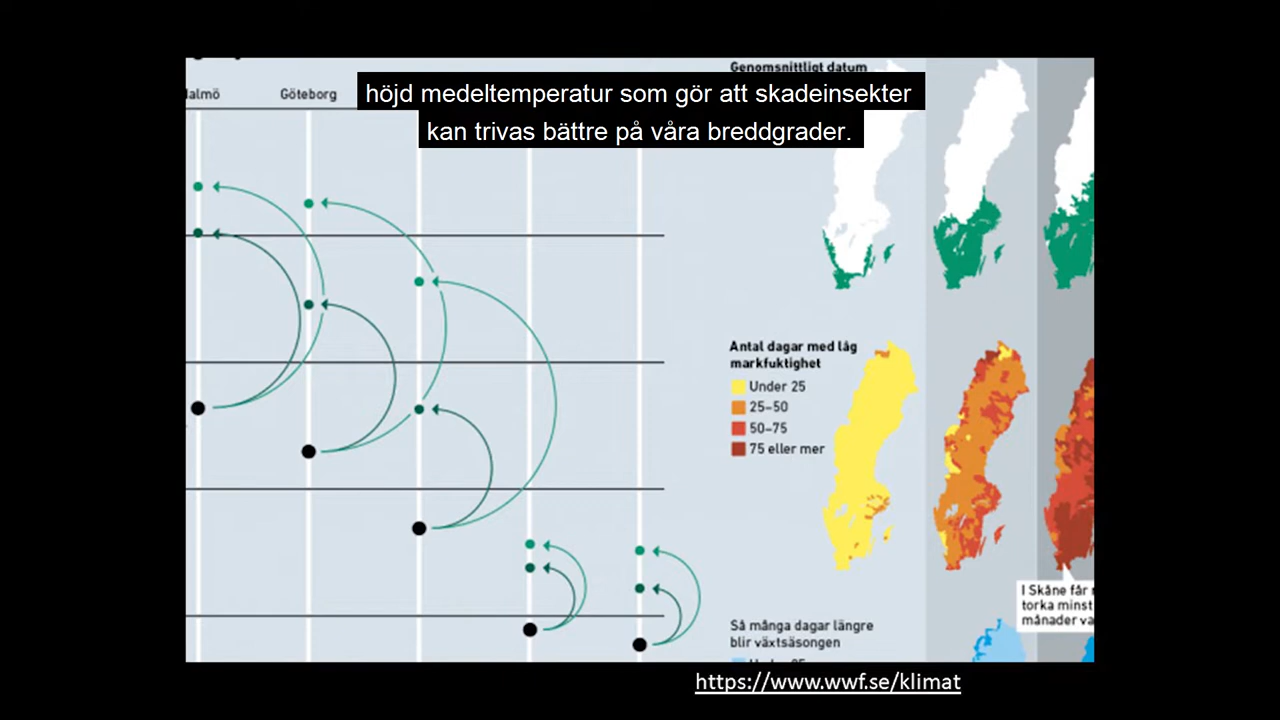 Göteborg
höjd medeltemperatur som gör att skadeinsekter
kan trivas bättre på våra breddgrader.
Genomsnittligt datum
Antal dagar med låg
markfuktighet
Under 25
25–50
50–75
75 eller mer
I Skåne får
torka minst
månader
Så många dagar längre
blir växtsäsongen
https://www.wwf.se/klimat